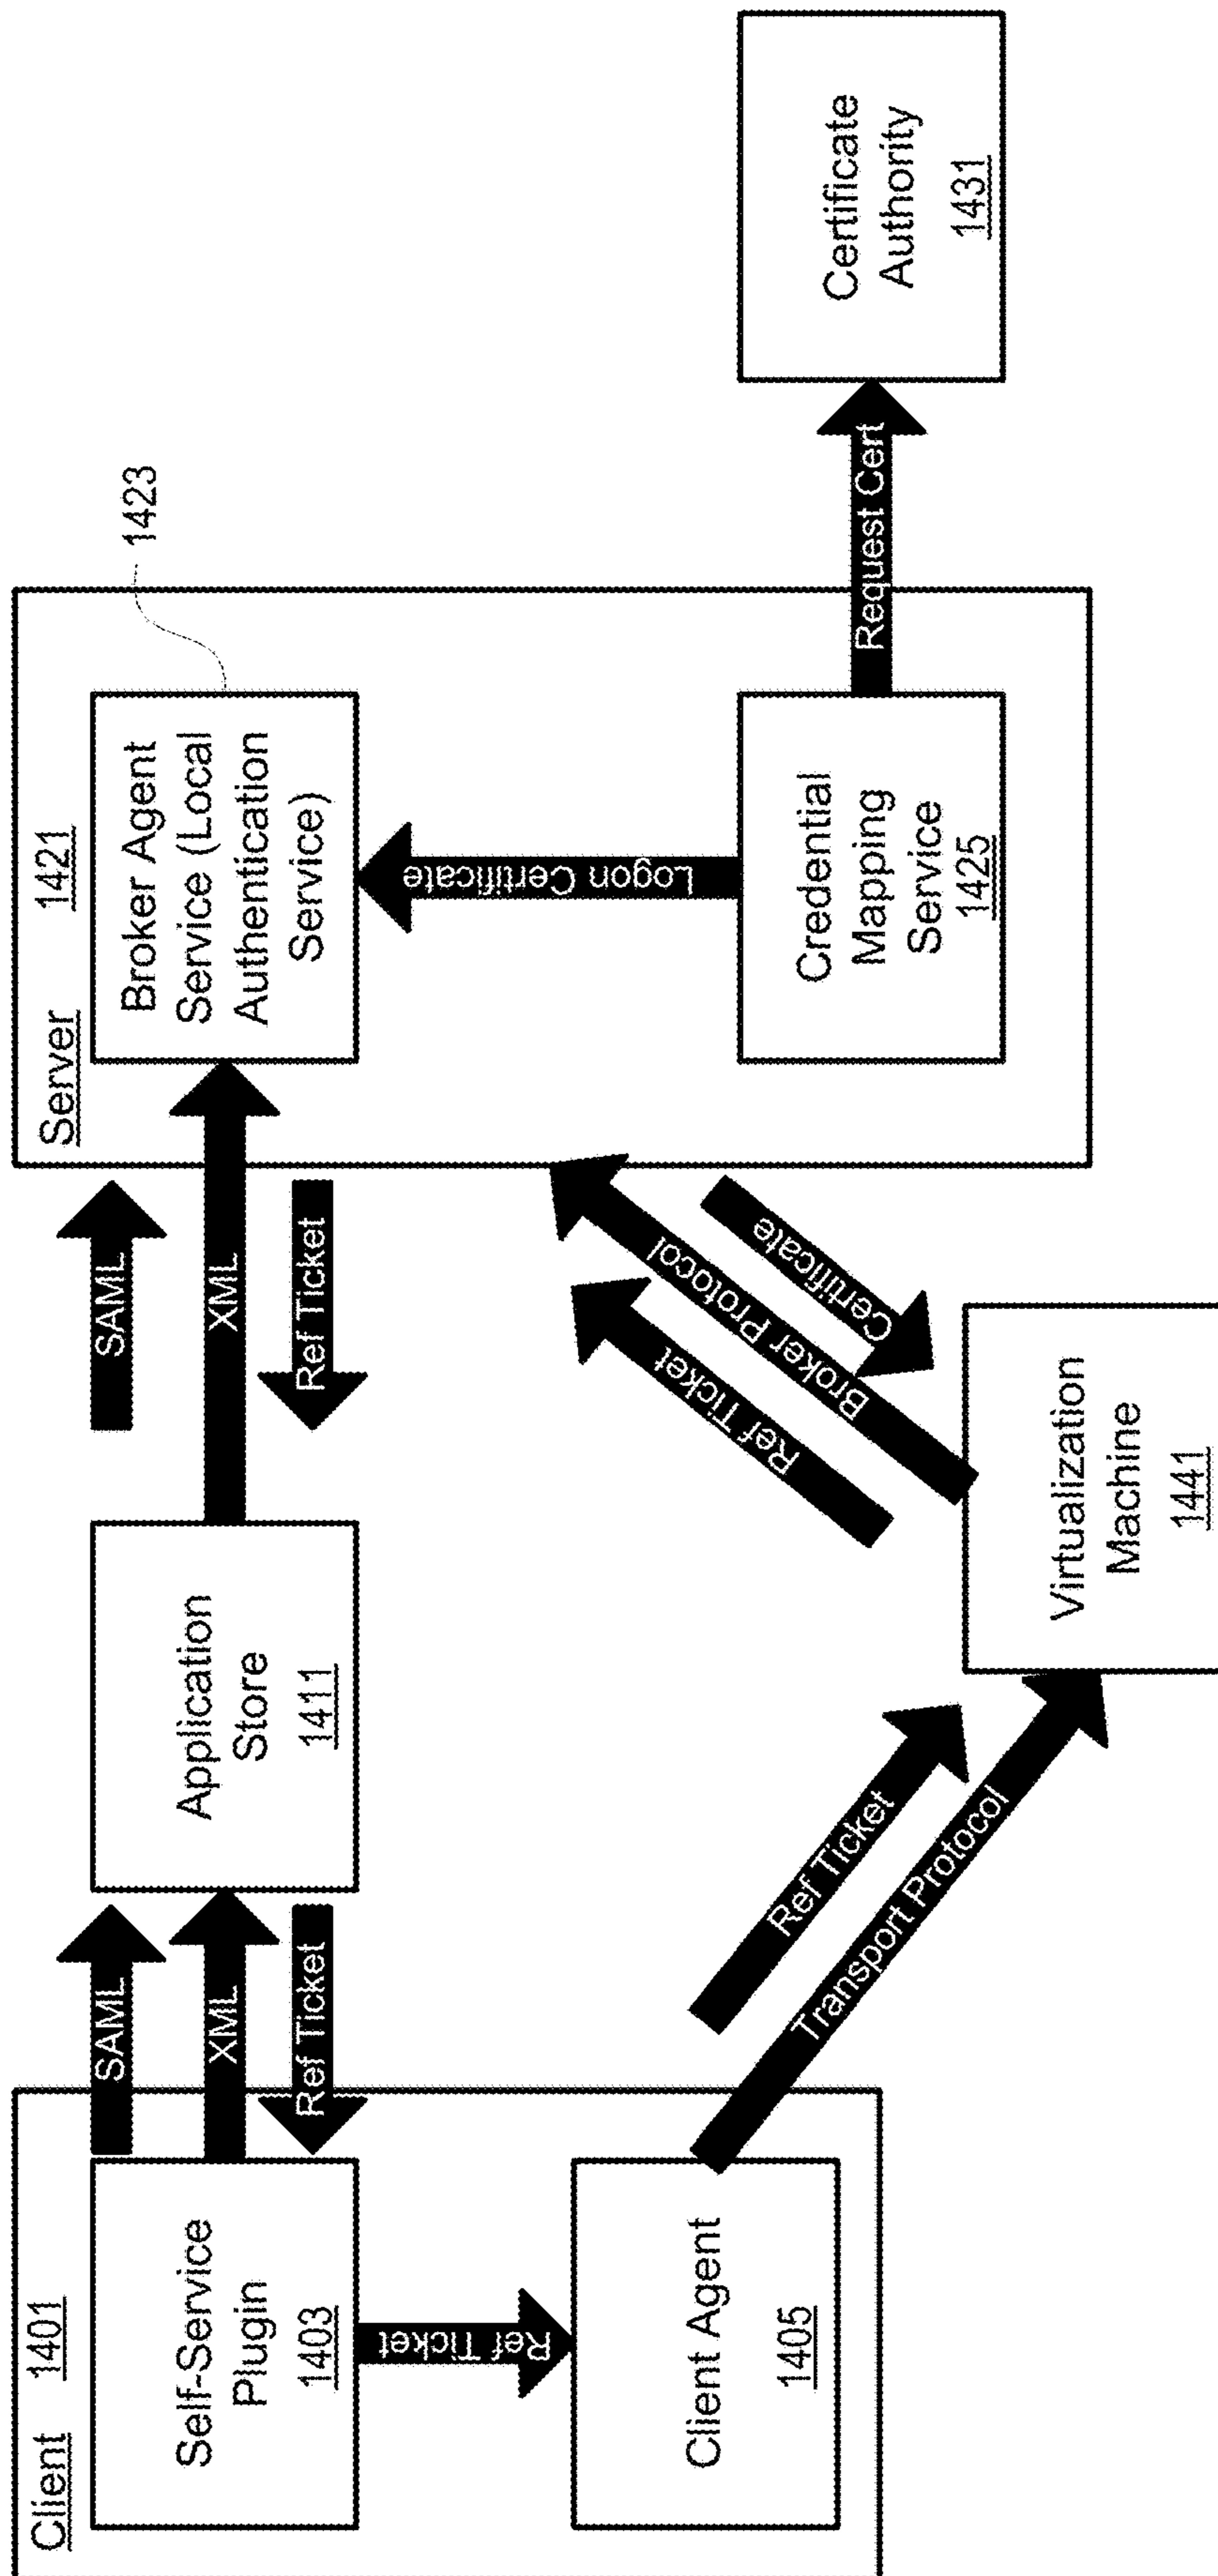 Client 1401
Self-Service
Plugin
1403
Ref Ticket
Client Agent
1405
SAML
XML
Ref Ticket
Application
Store
1411
SAML
XML
Ref Ticket
Ref Ticket
Transport Protocol
Virtualization
Machine
1441
Ref Ticket
Broker Protocol
Certificate
Server 1421
Broker Agent
Service (Local
Authentication
Service)
1423
Logon Certificate
Credential
Mapping
Service
1425
Request Cert
Certificate
Authority
1431